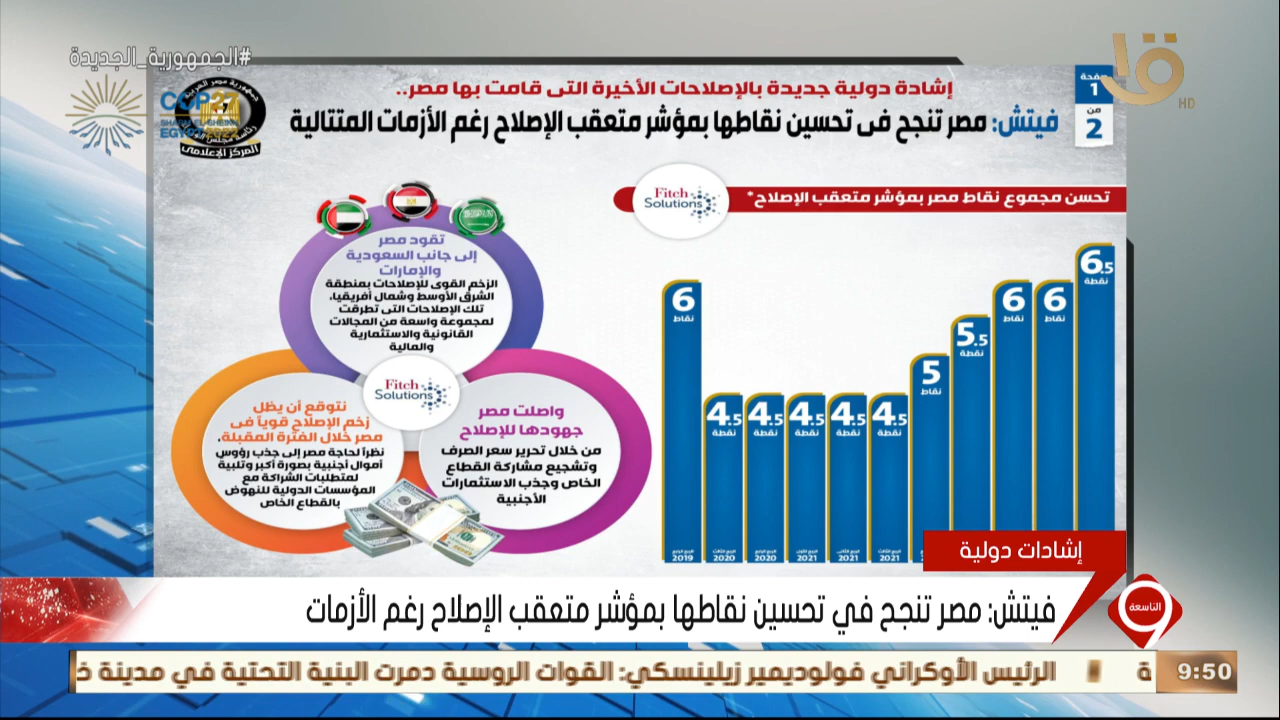 #الجمهورية_الجديدة
HD
صفحة
1
من
2
إشادة دولية جديدة بالإصلاحات الأخيرة التى قامت بها مصر..
فيتش: مصر تنجح فى تحسين نقاطها بمؤشر متعقب الإصلاح رغم الأزمات المتتالية
COP27
EGYPT 2022
المركز الإعلامى
تحسن مجموع نقاط مصر بمؤشر متعقب الإصلاح*
Fitch
Solutions
تقود مصر
إلى جانب السعودية
والإمارات
الزخم القوى للإصلاحات بمنطقة
الشرق الأوسط وشمال أفريقيا،
تلك الإصلاحات التى تطرقت
لمجموعة واسعة من المجالات
القانونية والاستثمارية
والمالية
Fitch
Solutions
واصلت مصر
جهودها للإصلاح
من خلال تحرير سعر الصرف
وتشجيع مشاركة القطاع
الخاص وجذب الاستثمارات
الأجنبية
نتوقع أن يظل
زخم الإصلاح قوياً فى
مصر خلال الفترة المقبلة،
نظراً لحاجة مصر إلى جذب رؤوس
أموال أجنبية بصورة أكبر وتلبية
لمتطلبات الشراكة مع
المؤسسات الدولية للنهوض
بالقطاع الخاص
6
نقاط
4.5
نقطة
4.5
نقطة
4.5
نقطة
4.5
نقطة
4.5
نقطة
5
نقاط
5.5
نقطة
6
نقاط
6
نقاط
6.5
نقطة
2019
2020
2020
2021
2021
2021
إشادات دولية
فيتش: مصر تنجح في تحسين نقاطها بمؤشر متعقب الإصلاح رغم الأزمات
التاسعة
9:50
الرئيس الأوكراني فولوديمير زيلينسكي: القوات الروسية دمرت البنية التحتية في مدينة